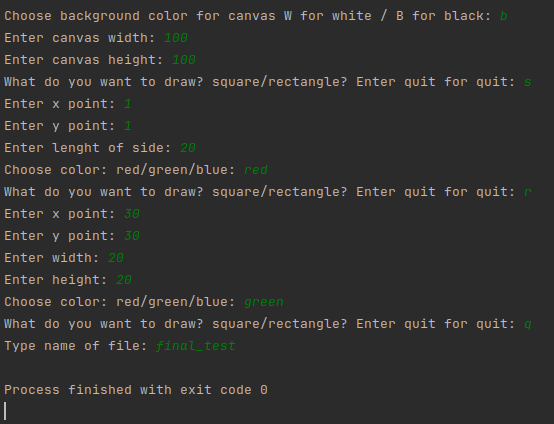 Choose background color for canvas W for white / B for black: b
Enter canvas width: 100
Enter canvas height: 100
What do you want to draw? square/rectangle? Enter quit for quit: s
Enter x point: 1
Enter y point: 1
Enter lenght of side: 20
Choose color: red/green/blue: red
What do you want to draw? square/rectangle? Enter quit for quit: r
Enter x point: 30
Enter y point: 30
Enter width: 20
Enter height: 20
Choose color: red/green/blue: green
What do you want to draw? square/rectangle? Enter quit for quit: q
Type name of file: final_test
Process finished with exit code 0